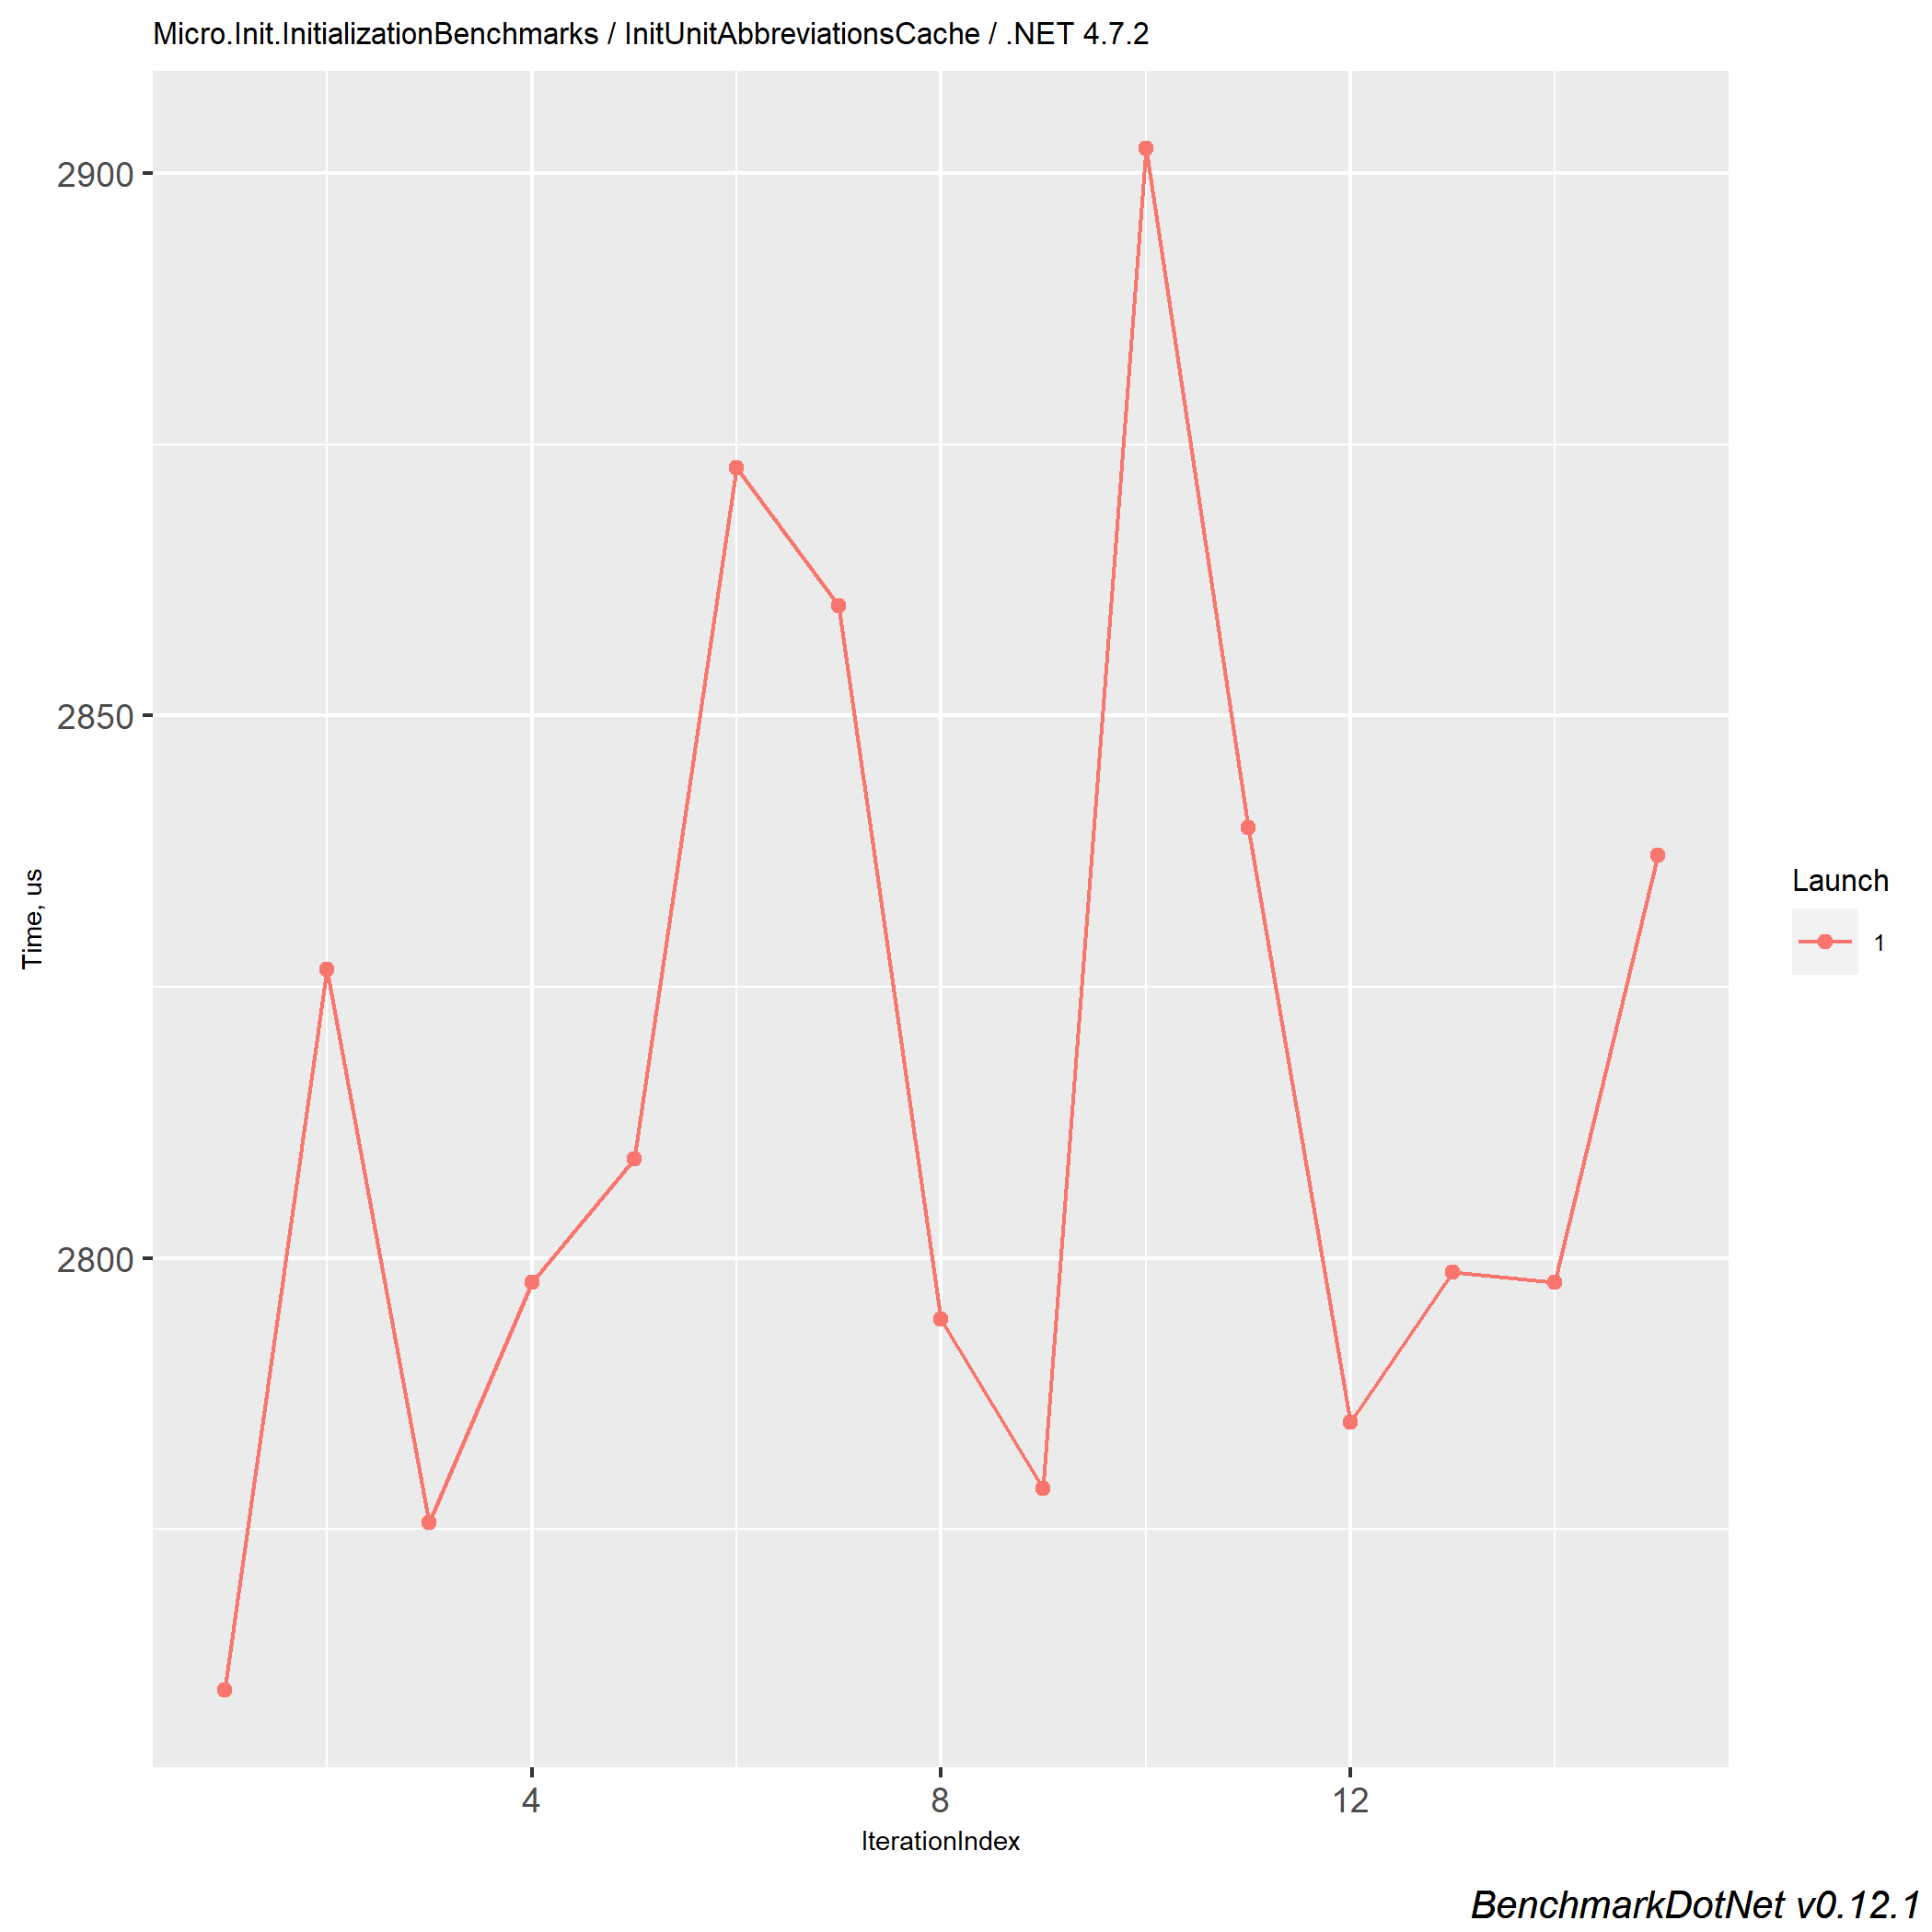 Micro.Init.InitializationBenchmarks / InitUnitAbbreviationsCache / .NET 4.7.2
2900
2850
2800
Time, us
4 8 12
IterationIndex
Launch
1
BenchmarkDotNet v0.12.1